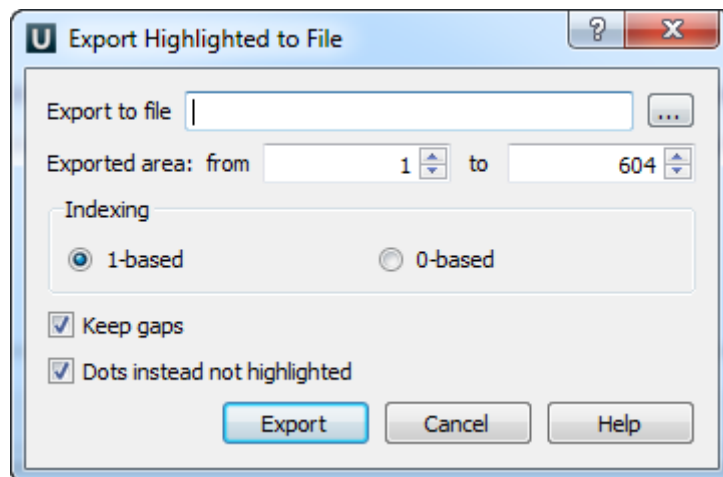 U Export Highlighted to File
Export to file ...
Exported area: from 1 to 604
Indexing
1-based 0-based
Keep gaps
Dots instead not highlighted
Export Cancel Help